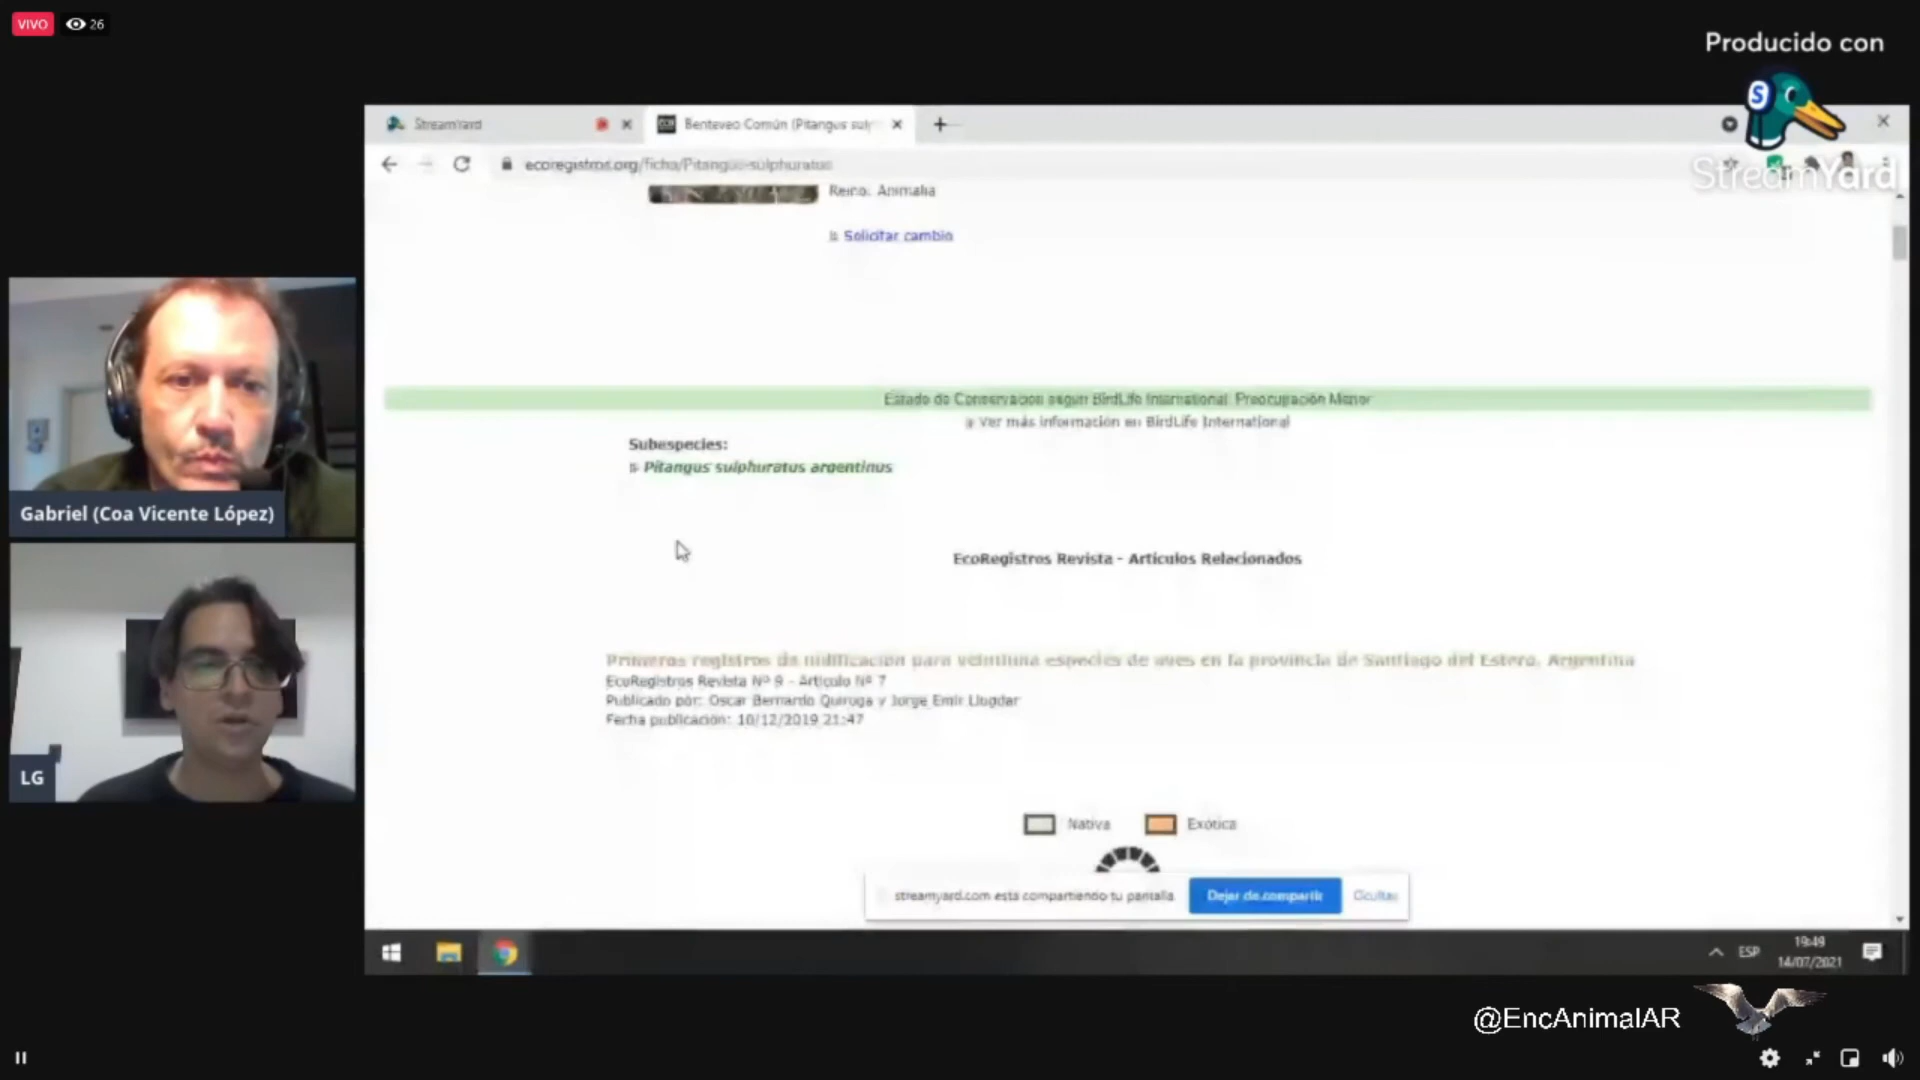 VIVO 26
Producido con
StreamYard
StreamYard
Benteveo Común (Pitangus sulp
ecoregistros.org/ficha/Pitangus-sulphuratus
Reino: Animalia
Solicitar cambio
Estado de Conservación según BirdLife International: Preocupación Menor
Ver más información en BirdLife International
Subespecies:
Pitangus sulphuratus argentinus
EcoRegistros Revista - Artículos Relacionados
Primeros registros de nidificación para veintiuna especies de aves en la provincia de Santiago del Estero, Argentina
EcoRegistros Revista Nº 9 - Artículo Nº 7
Publicado por: Oscar Bernardo Quiroga y Jorge Emir Llugdar
Fecha publicación: 10/12/2019 21:47
Nativa
Exótica
streamyard.com está compartiendo tu pantalla.
Dejar de compartir
Ocultar
Gabriel (Coa Vicente López)
LG
ESP
19:49
14/07/2021
@EncAnimalAR